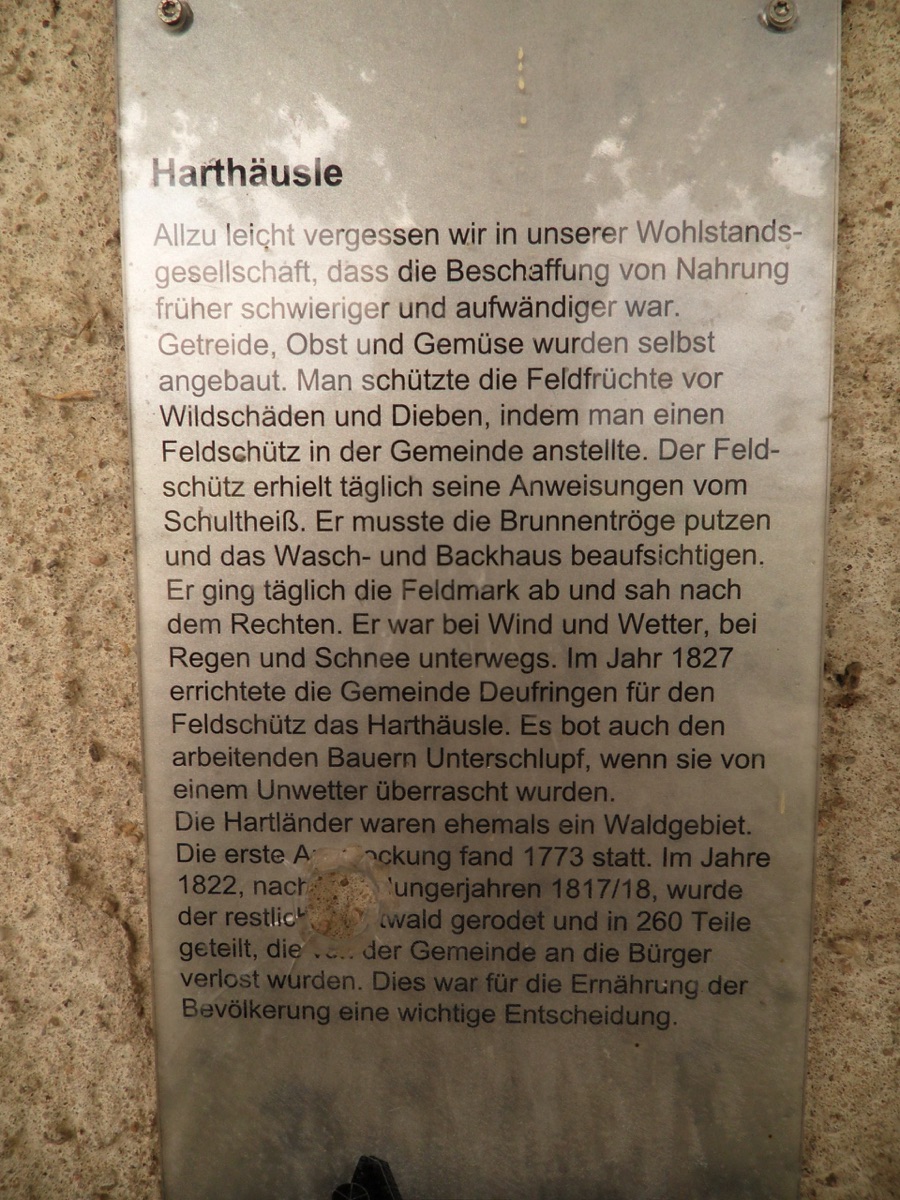 Harthäusle
Allzu leicht vergessen wir in unserer Wohlstands-
gesellschaft, dass die Beschaffung von Nahrung
früher schwieriger und aufwändiger war.
Getreide, Obst und Gemüse wurden selbst
angebaut. Man schützte die Feldfrüchte vor
Wildschäden und Dieben, indem man einen
Feldschütz in der Gemeinde anstellte. Der Feld-
schütz erhielt täglich seine Anweisungen vom
Schultheiß. Er musste die Brunnentröge putzen
und das Wasch- und Backhaus beaufsichtigen.
Er ging täglich die Feldmark ab und sah nach
dem Rechten. Er war bei Wind und Wetter, bei
Regen und Schnee unterwegs. Im Jahr 1827
errichtete die Gemeinde Deufringen für den
Feldschütz das Harthäusle. Es bot auch den
arbeitenden Bauern Unterschlupf, wenn sie von
einem Unwetter überrascht wurden.
Die Hartländer waren ehemals ein Waldgebiet.
Die erste fand 1773 statt. Im Jahre
1822, nach 1817/18, wurde
der gerodet und in 260 Teile
geteilt, die der Gemeinde an die Bürger
verlost wurden. Dies war für die Ernährung der
Bevölkerung eine wichtige Entscheidung.